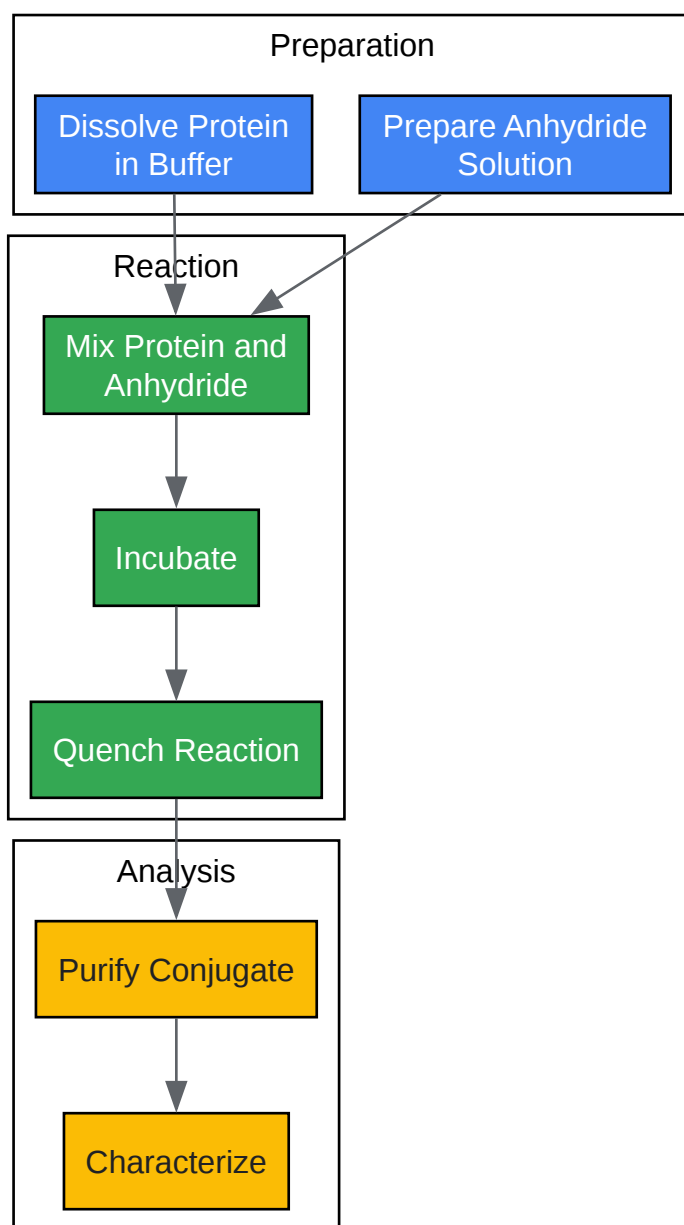 Preparation
Dissolve Protein
in Buffer
Prepare Anhydride
Solution
Reaction
Mix Protein and
Anhydride
Incubate
Quench Reaction
Analysis
Purify Conjugate
Characterize